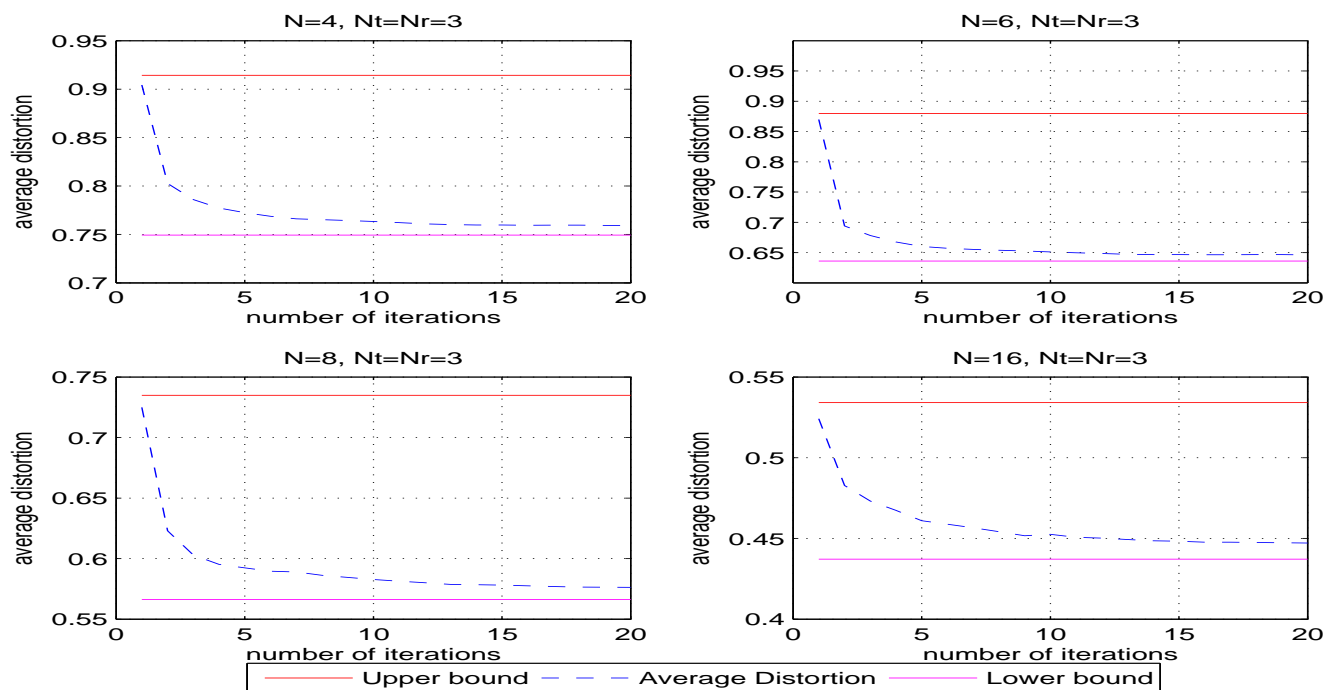 N=4, Nt=Nr=3
0.95
0.9
0.85
0.8
0.75
0.7
average distortion
0 5 10 15 20
number of iterations
N=6, Nt=Nr=3
0.95
0.9
0.85
0.8
0.75
0.7
0.65
average distortion
0 5 10 15 20
number of iterations
N=8, Nt=Nr=3
0.75
0.7
0.65
0.6
0.55
average distortion
0 5 10 15 20
number of iterations
N=16, Nt=Nr=3
0.55
0.5
0.45
0.4
average distortion
0 5 10 15 20
number of iterations
Upper bound Average Distortion Lower bound